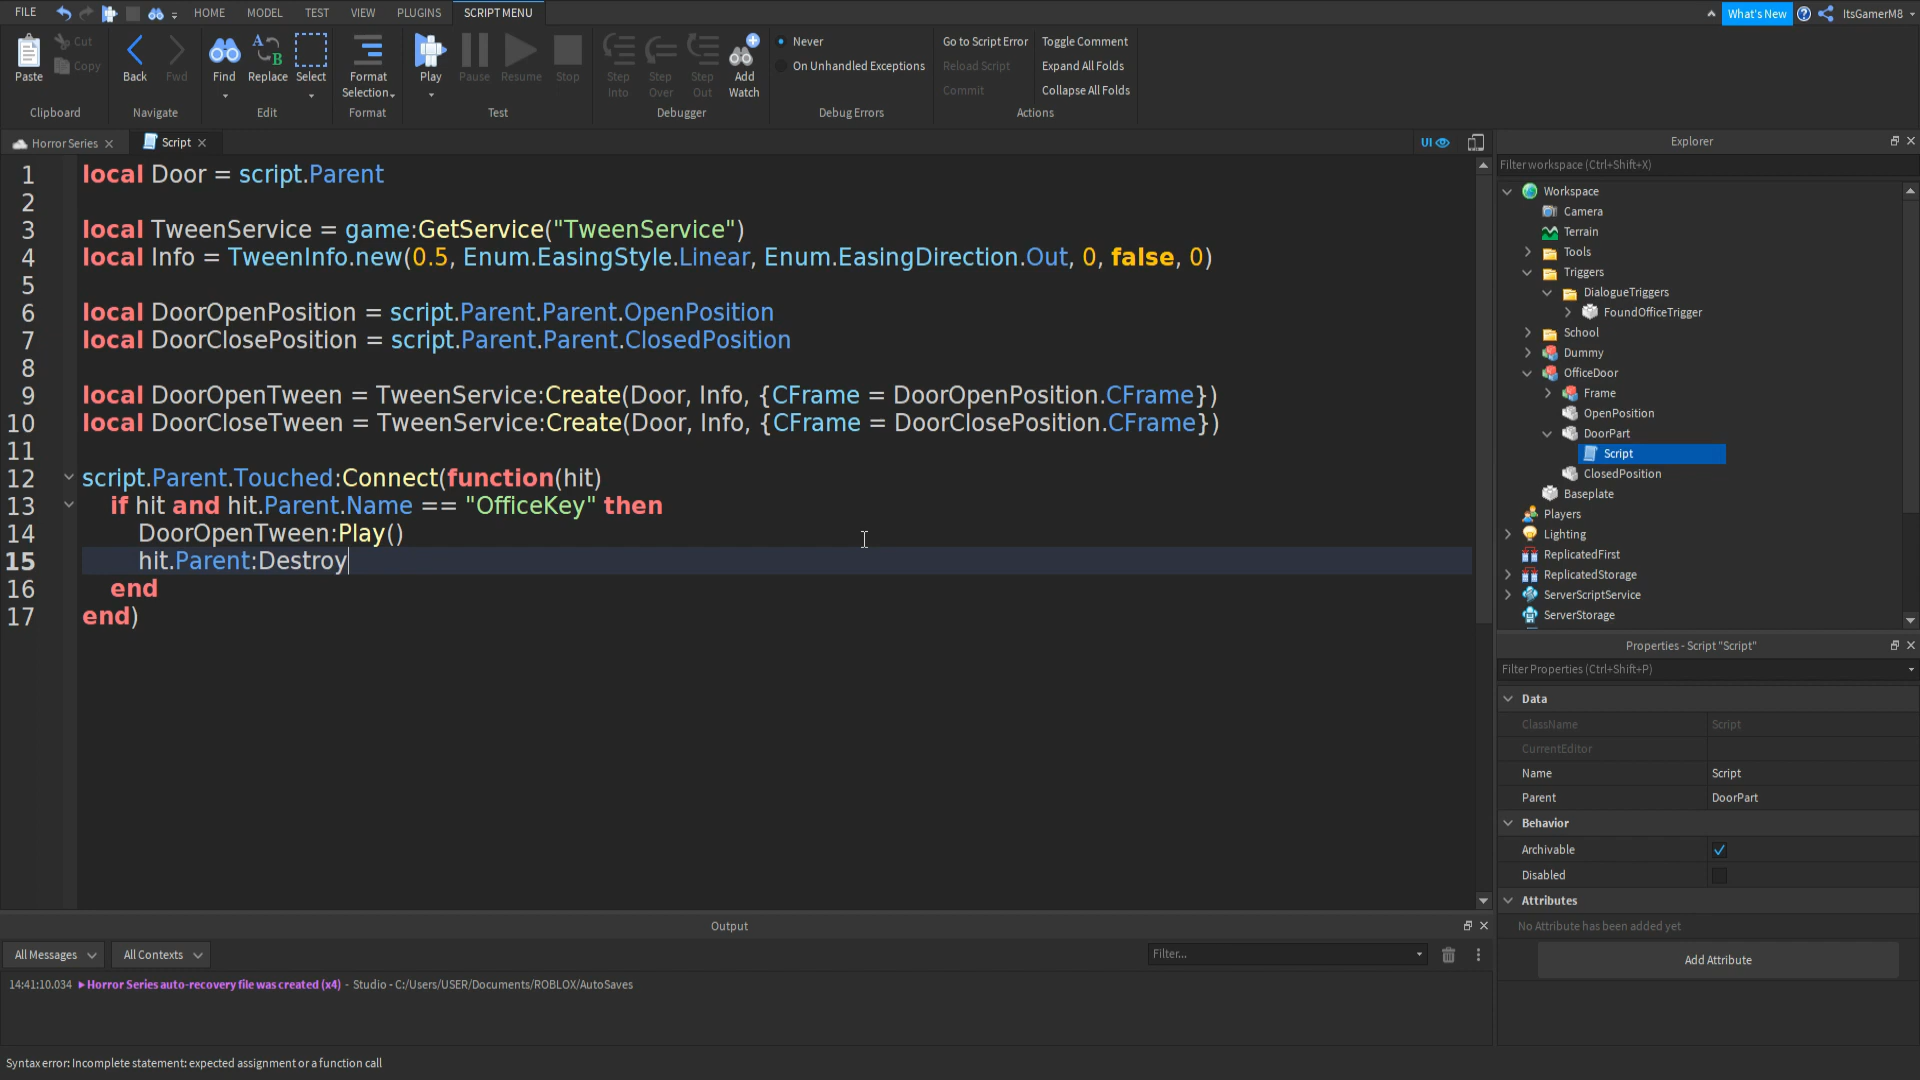 FILE HOME MODEL TEST VIEW PLUGINS SCRIPT MENU What's New ItsGamerM8
Paste Cut Copy Clipboard
Back Fwd Navigate
Find Replace Select Edit
Format Selection Format
Play Pause Resume Stop Test
Step Into Step Over Step Out Add Watch Debugger
Never
On Unhandled Exceptions
Debug Errors
Go to Script Error Toggle Comment
Reload Script Expand All Folds
Commit Collapse All Folds
Actions
Horror Series Script UI
1 local Door = script.Parent
2
3 local TweenService = game:GetService("TweenService")
4 local Info = TweenInfo.new(0.5, Enum.EasingStyle.Linear, Enum.EasingDirection.Out, 0, false, 0)
5
6 local DoorOpenPosition = script.Parent.Parent.OpenPosition
7 local DoorClosePosition = script.Parent.Parent.ClosedPosition
8
9 local DoorOpenTween = TweenService:Create(Door, Info, {CFrame = DoorOpenPosition.CFrame})
10 local DoorCloseTween = TweenService:Create(Door, Info, {CFrame = DoorClosePosition.CFrame})
11
12 script.Parent.Touched:Connect(function(hit)
13 if hit and hit.Parent.Name == "OfficeKey" then
14 DoorOpenTween:Play()
15 hit.Parent:Destroy
16 end
17 end)
Explorer
Filter workspace (Ctrl+Shift+X)
Workspace
Camera
Terrain
Tools
Triggers
DialogueTriggers
FoundOfficeTrigger
School
Dummy
OfficeDoor
Frame
OpenPosition
DoorPart
Script
ClosedPosition
Baseplate
Players
Lighting
ReplicatedFirst
ReplicatedStorage
ServerScriptService
ServerStorage
Properties - Script "Script"
Filter Properties (Ctrl+Shift+P)
Data
ClassName Script
CurrentEditor
Name Script
Parent DoorPart
Behavior
Archivable
Disabled
Attributes
No Attribute has been added yet
Add Attribute
Output
All Messages All Contexts Filter...
14:41:10.034 Horror Series auto-recovery file was created (x4) - Studio - C:/Users/USER/Documents/ROBLOX/AutoSaves
Syntax error: Incomplete statement: expected assignment or a function call